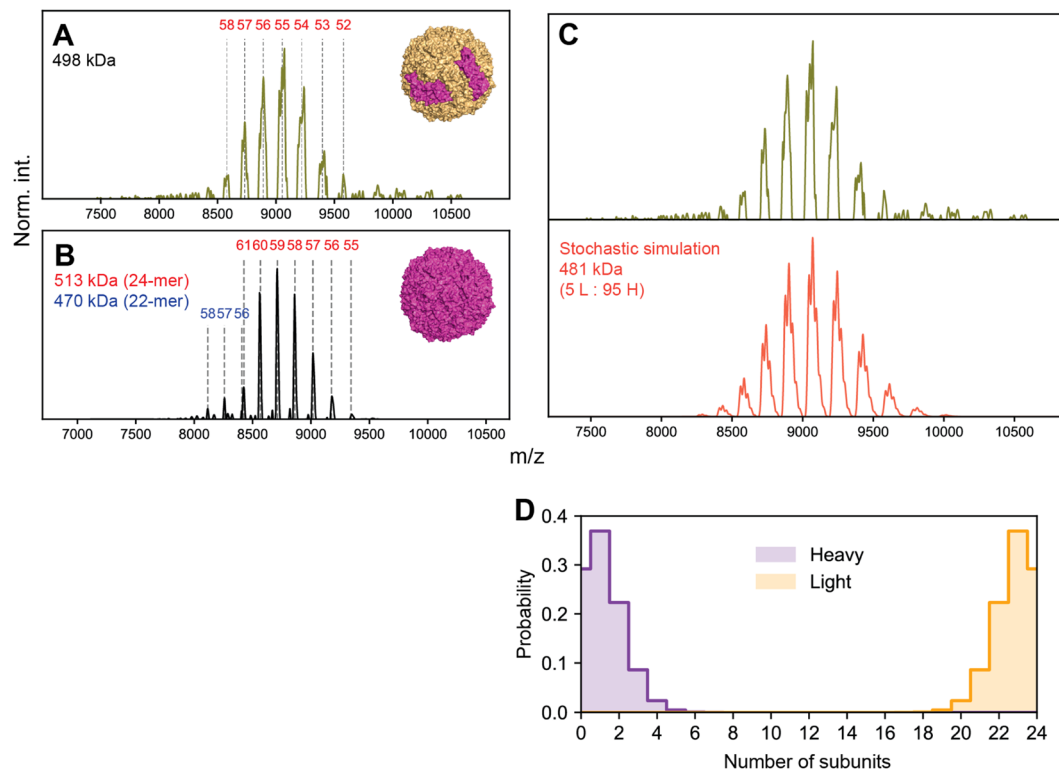 A
498 kDa
58 57 56 55 54 53 52
7500 8000 8500 9000 9500 10000 10500
B
513 kDa (24-mer)
470 kDa (22-mer)
61 60 59 58 57 56 55
58 57 56
7000 7500 8000 8500 9000 9500 10000 10500
Norm. int.
m/z
C
Stochastic simulation
481 kDa
(5 L : 95 H)
7500 8000 8500 9000 9500 10000 10500
D
0.4
0.3
0.2
0.1
0.0
Probability
Heavy
Light
0 2 4 6 8 10 12 14 16 18 20 22 24
Number of subunits